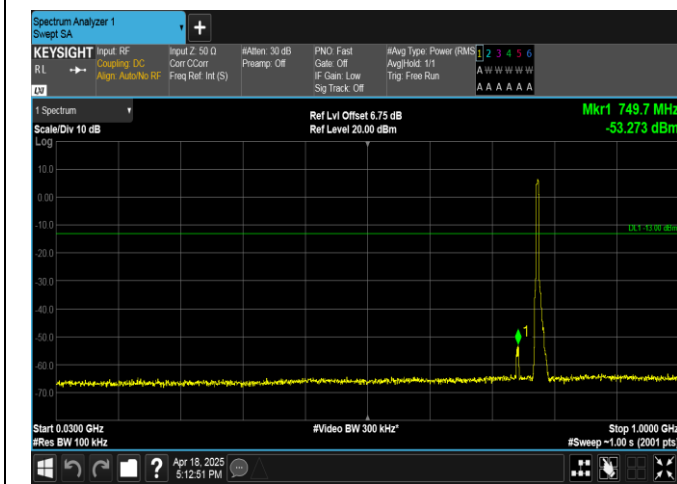 Spectrum Analyzer 1
Swept SA
+
KEYSIGHT
RL
LXI
Input: RF
Coupling: DC
Align: Auto/No RF
Input Z: 50 Ω
Corr CCorr
Freq Ref: Int (S)
#Atten: 30 dB
Preamp: Off
PNO: Fast
Gate: Off
IF Gain: Low
Sig Track: Off
#Avg Type: Power (RMS
Avg|Hold: 1/1
Trig: Free Run
1 2 3 4 5 6
A W W W W W
A A A A A A
1 Spectrum
Scale/Div 10 dB
Log
Ref Lvl Offset 6.75 dB
Ref Level 20.00 dBm
Mkr1 749.7 MHz
-53.273 dBm
10.0
0.00
-10.0
DL1 -13.00 dBm
-20.0
-30.0
-40.0
-50.0
1
-60.0
-70.0
Start 0.0300 GHz
#Res BW 100 kHz
#Video BW 300 kHz*
Stop 1.0000 GHz
#Sweep ~1.00 s (2001 pts)
?
Apr 18, 2025
5:12:51 PM